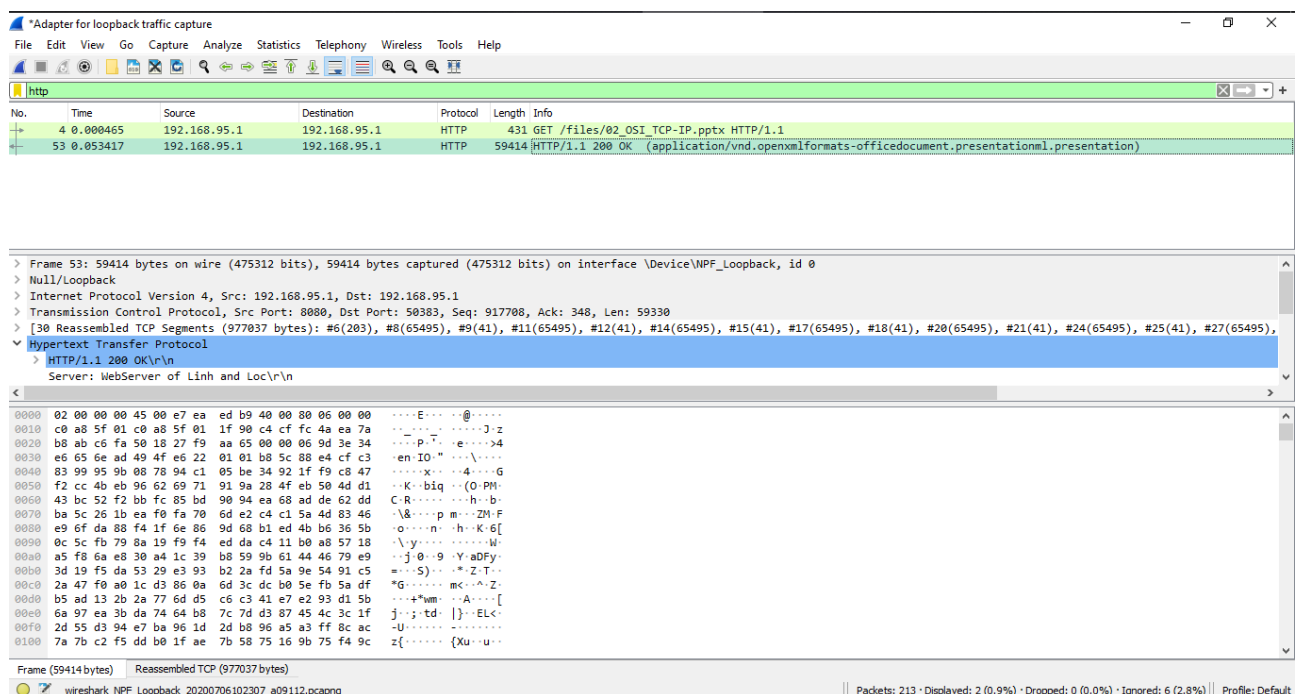 *Adapter for loopback traffic capture
File Edit View Go Capture Analyze Statistics Telephony Wireless Tools Help
http
No. Time Source Destination Protocol Length Info
4 0.000465 192.168.95.1 192.168.95.1 HTTP 431 GET /files/02_OSI_TCP-IP.pptx HTTP/1.1
53 0.053417 192.168.95.1 192.168.95.1 HTTP 59414 HTTP/1.1 200 OK (application/vnd.openxmlformats-officedocument.presentationml.presentation)
Frame 53: 59414 bytes on wire (475312 bits), 59414 bytes captured (475312 bits) on interface \Device\NPF_Loopback, id 0
Null/Loopback
Internet Protocol Version 4, Src: 192.168.95.1, Dst: 192.168.95.1
Transmission Control Protocol, Src Port: 8080, Dst Port: 50383, Seq: 917708, Ack: 348, Len: 59330
[30 Reassembled TCP Segments (977037 bytes): #6(203), #8(65495), #9(41), #11(65495), #12(41), #14(65495), #15(41), #17(65495), #18(41), #20(65495), #21(41), #24(65495), #25(41), #27(65495),
Hypertext Transfer Protocol
HTTP/1.1 200 OK\r\n
Server: WebServer of Linh and Loc\r\n
0000 02 00 00 00 45 00 e7 ea ed b9 40 00 80 06 00 00 ····E··· ··@·····
0010 c0 a8 5f 01 c0 a8 5f 01 1f 90 c4 cf fc 4a ea 7a ··_···_· ·····J·z
0020 b8 ab c6 fa 50 18 27 f9 aa 65 00 00 06 9d 3e 34 ····P·'· ·e····>4
0030 e6 65 6e ad 49 4f e6 22 01 01 b8 5c 88 e4 cf c3 ·en·IO·" ···\····
0040 83 99 95 9b 08 78 94 c1 05 be 34 92 1f f9 c8 47 ·····x·· ··4····G
0050 f2 cc 4b eb 96 62 69 71 91 9a 28 4f eb 50 4d d1 ··K··biq ··(O·PM·
0060 43 bc 52 f2 bb fc 85 bd 90 94 ea 68 ad de 62 dd C·R····· ···h··b·
0070 ba 5c 26 1b ea f0 fa 70 6d e2 c4 c1 5a 4d 83 46 ·\&····p m···ZM·F
0080 e9 6f da 88 f4 1f 6e 86 9d 68 b1 ed 4b b6 36 5b ·o····n· ·h··K·6[
0090 0c 5c fb 79 8a 19 f9 f4 ed da c4 11 b0 a8 57 18 ·\·y···· ······W·
00a0 a5 f8 6a e8 30 a4 1c 39 b8 59 9b 61 44 46 79 e9 ··j·0··9 ·Y·aDFy·
00b0 3d 19 f5 da 53 29 e3 93 b2 2a fd 5a 9e 54 91 c5 =···S)·· ·*·Z·T··
00c0 2a 47 f0 a0 1c d3 86 0a 6d 3c dc b0 5e fb 5a df *G······ m<··^·Z·
00d0 b5 ad 13 2b 2a 77 6d d5 c6 c3 41 e7 e2 93 d1 5b ···+*wm· ··A····[
00e0 6a 97 ea 3b da 74 64 b8 7c 7d d3 87 45 4c 3c 1f j··;·td· |}··EL<·
00f0 2d 55 d3 94 e7 ba 96 1d 2d b8 96 a5 a3 ff 8c ac -U······ -·······
0100 7a 7b c2 f5 dd b0 1f ae 7b 58 75 16 9b 75 f4 9c z{······ {Xu··u··
Frame (59414 bytes) Reassembled TCP (977037 bytes)
wireshark_NPF_Loopback_20200706102307_a09112.pcapng Packets: 213 · Displayed: 2 (0.9%) · Dropped: 0 (0.0%) · Ignored: 6 (2.8%) Profile: Default